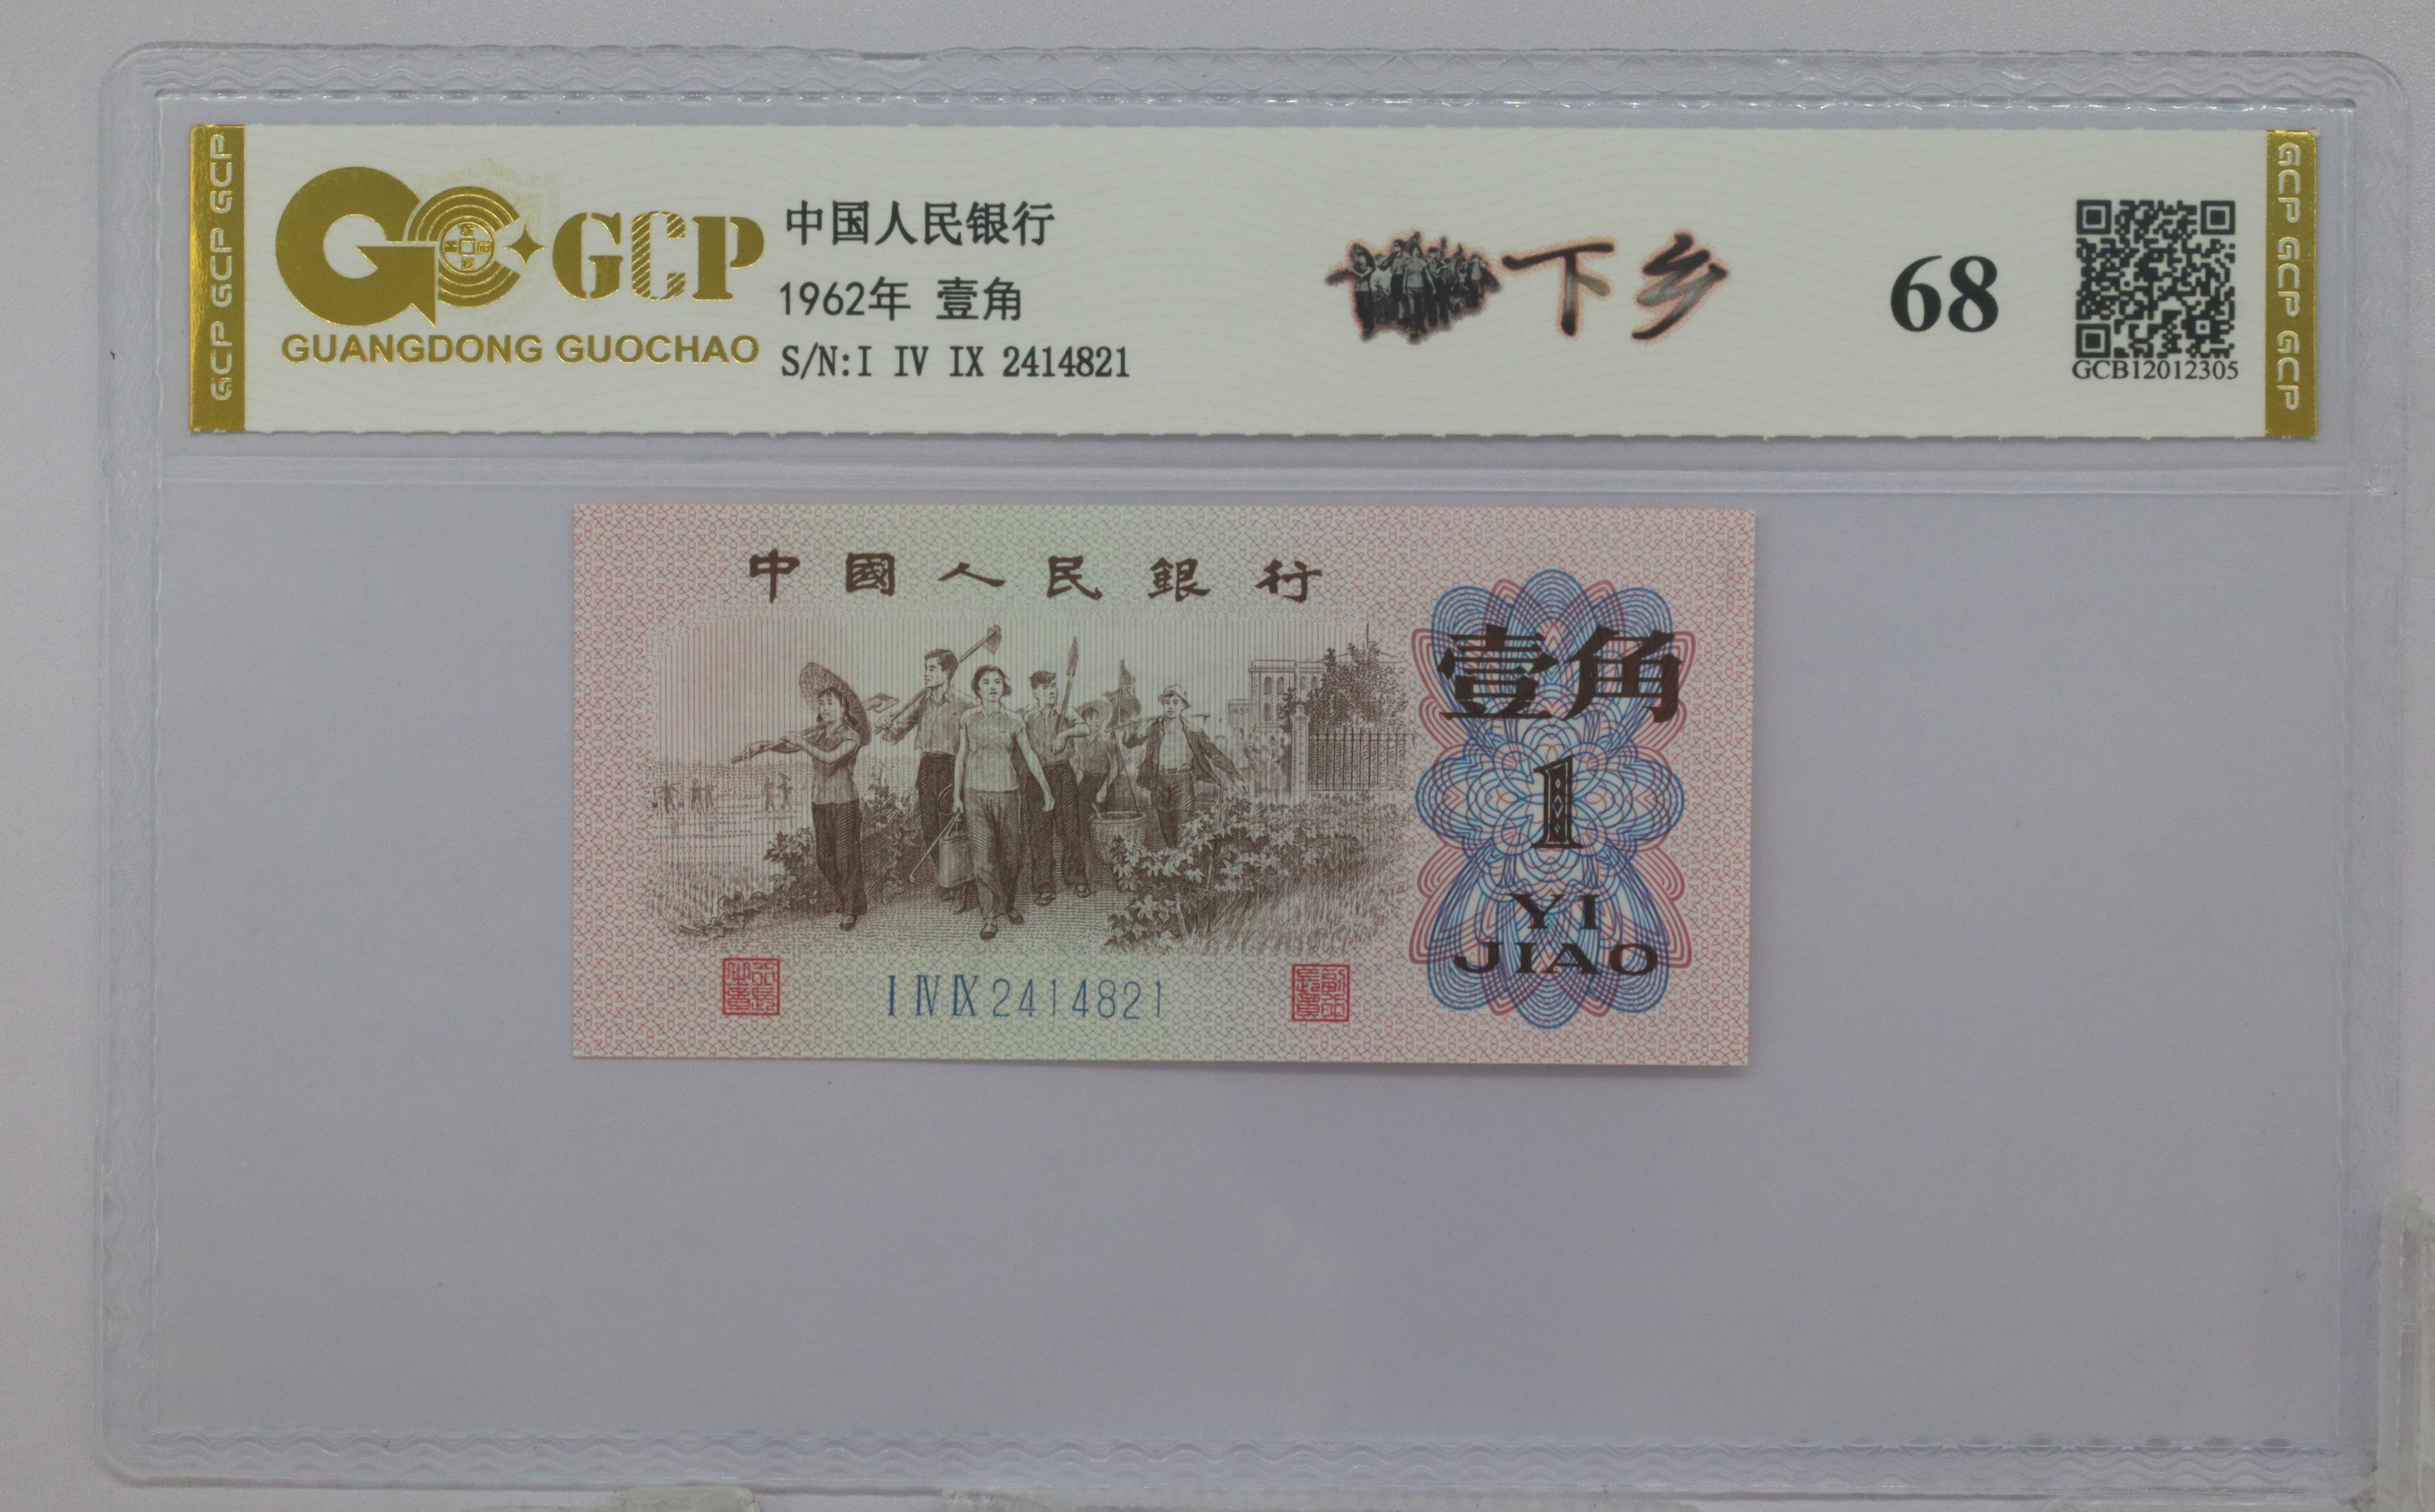 GCP GCP GCP
GCP
GUANGDONG GUOCHAO
中国人民银行
1962年 壹角
S/N:I IV IX 2414821
下乡
68
GCB12012305
GCP GCP GCP
中國人民銀行
壹角
1
YI
JIAO
I IV IX 2414821